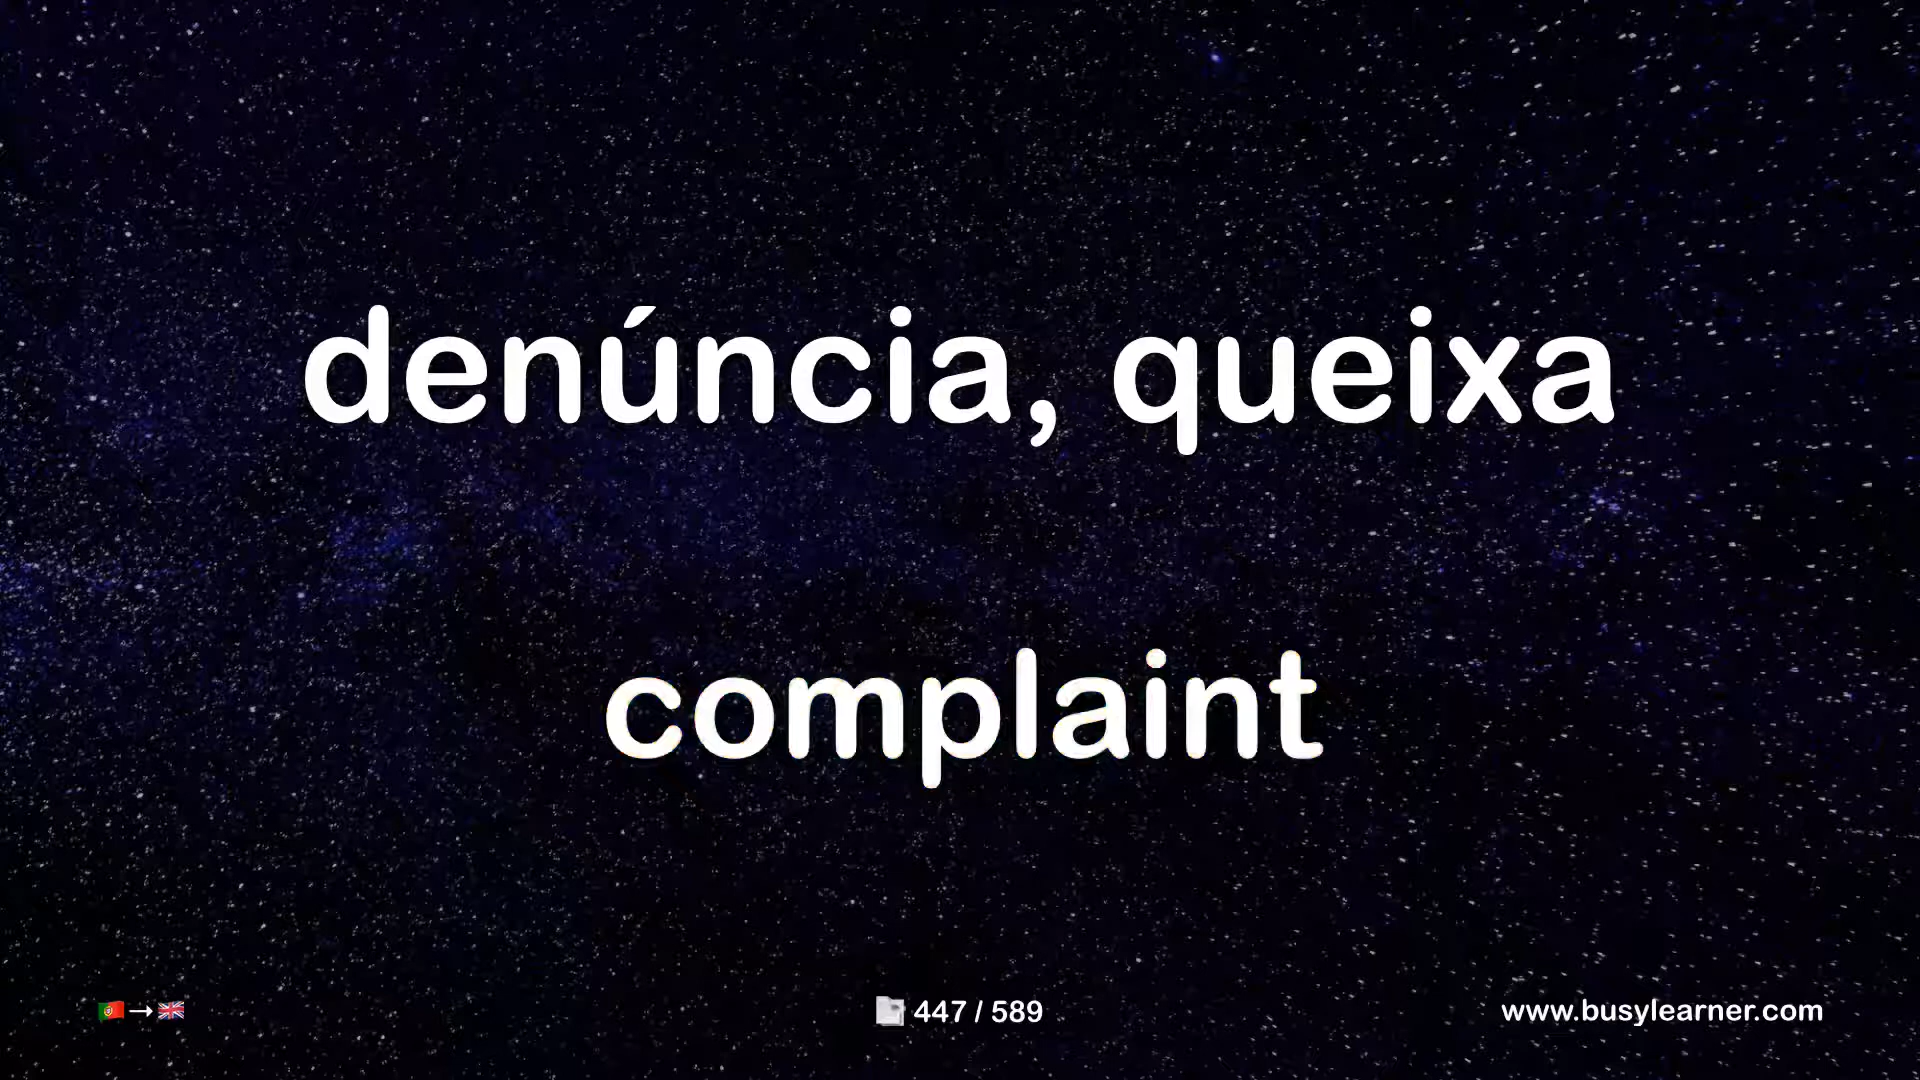 denúncia, queixa
complaint
→
447 / 589
www.busylearner.com